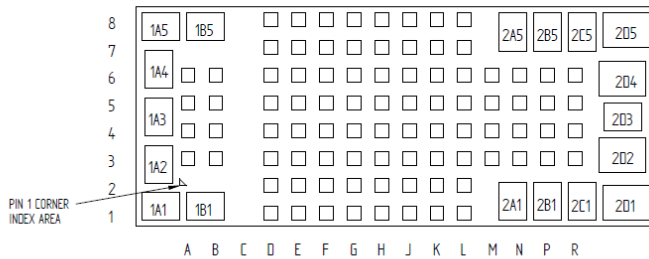 8 1A5 1B5 2A5 2B5 2C5 2D5
7
6 1A4 2D4
5
4 1A3 2D3
3 1A2 2D2
2
PIN 1 CORNER
INDEX AREA
1 1A1 1B1 2A1 2B1 2C1 2D1
A B C D E F G H J K L M N P R